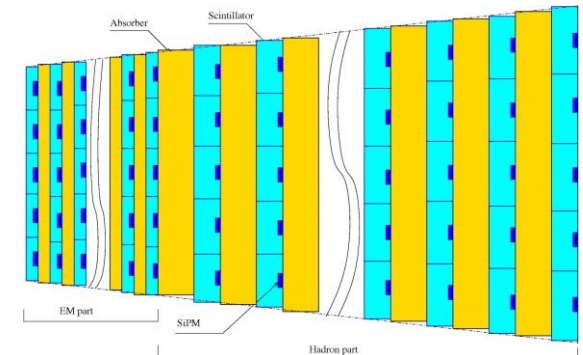 Absorber
Scintillator
EM part
SiPM
Hadron part